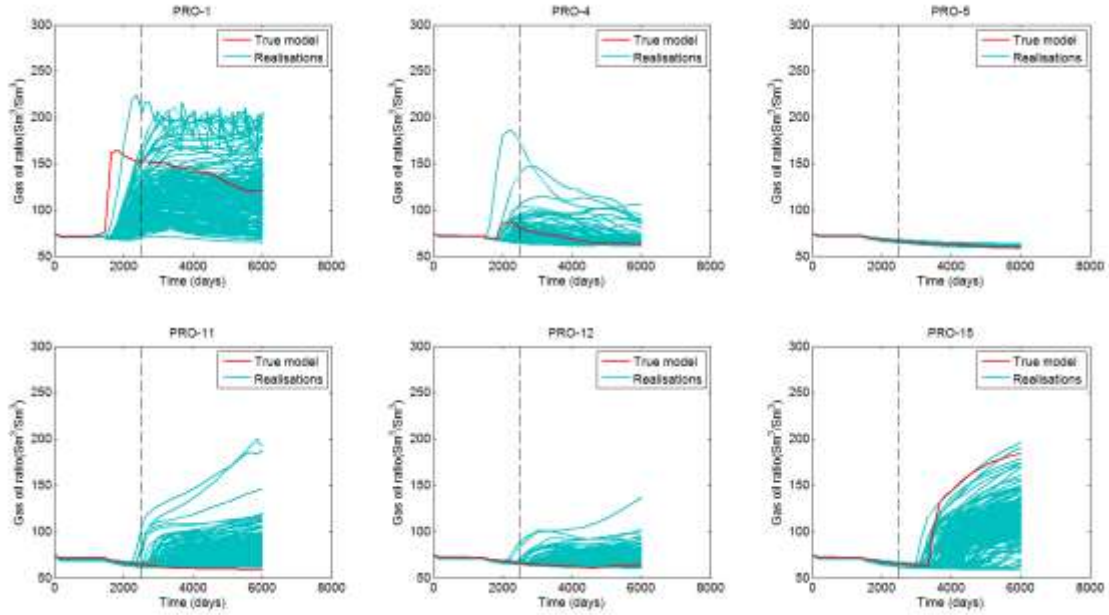 PRO-1
300
250
200
150
100
50
0 2000 4000 6000 8000
Time (days)
Gas oil ratio(Sm³/Sm³)
True model
Realisations
PRO-4
300
250
200
150
100
50
0 2000 4000 6000 8000
Time (days)
Gas oil ratio(Sm³/Sm³)
True model
Realisations
PRO-5
300
250
200
150
100
50
0 2000 4000 6000 8000
Time (days)
Gas oil ratio(Sm³/Sm³)
True model
Realisations
PRO-11
300
250
200
150
100
50
0 2000 4000 6000 8000
Time (days)
Gas oil ratio(Sm³/Sm³)
True model
Realisations
PRO-12
300
250
200
150
100
50
0 2000 4000 6000 8000
Time (days)
Gas oil ratio(Sm³/Sm³)
True model
Realisations
PRO-15
300
250
200
150
100
50
0 2000 4000 6000 8000
Time (days)
Gas oil ratio(Sm³/Sm³)
True model
Realisations